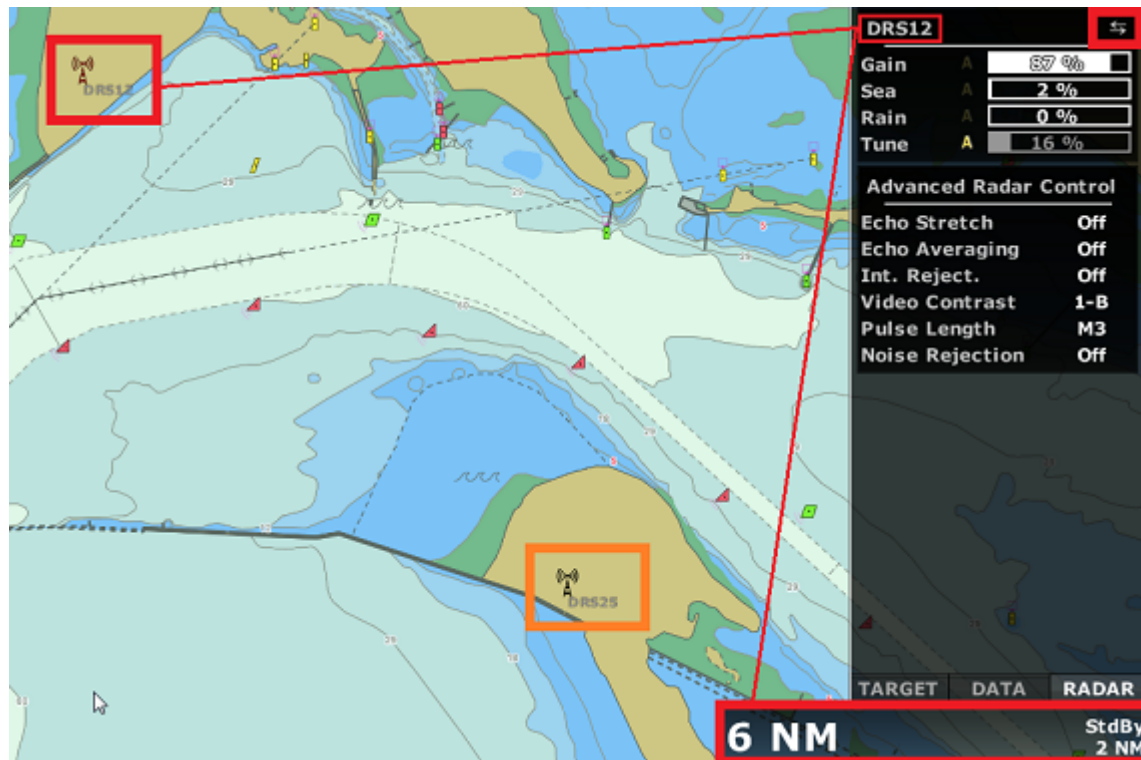 DRS12
DRS12
Gain A 87 %
Sea A 2 %
Rain A 0 %
Tune A 16 %
Advanced Radar Control
Echo Stretch Off
Echo Averaging Off
Int. Reject. Off
Video Contrast 1-B
Pulse Length M3
Noise Rejection Off
DRS25
TARGET DATA RADAR
6 NM
StdBy
2 NM